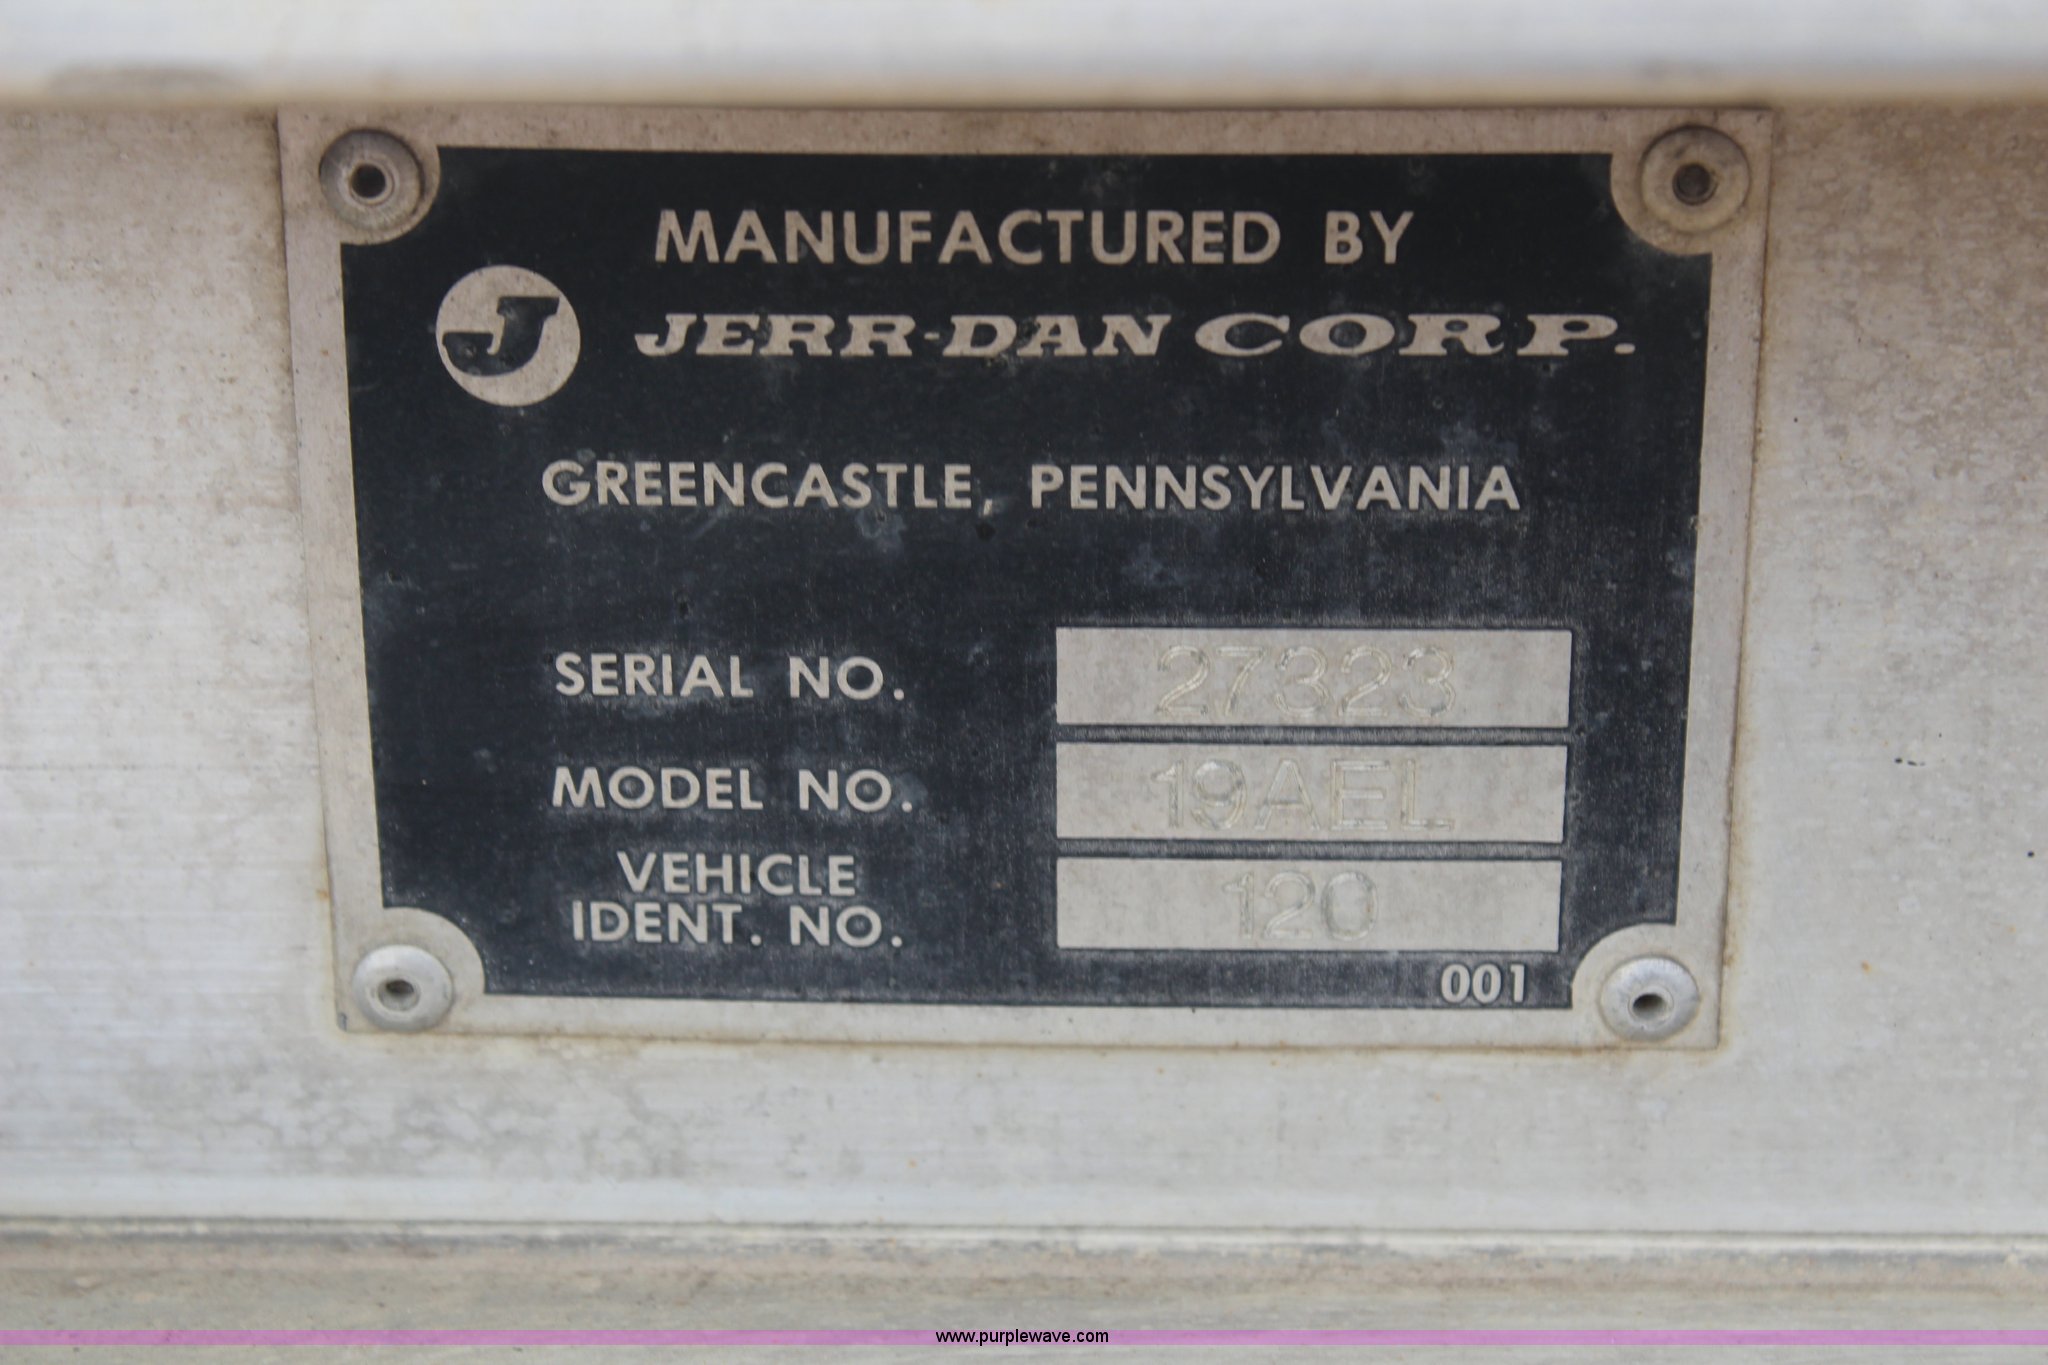 MANUFACTURED BY
J JERR-DAN CORP.
GREENCASTLE, PENNSYLVANIA
SERIAL NO. 27323
MODEL NO. 19AEL
VEHICLE
IDENT. NO. 120
001
www.purplewave.com